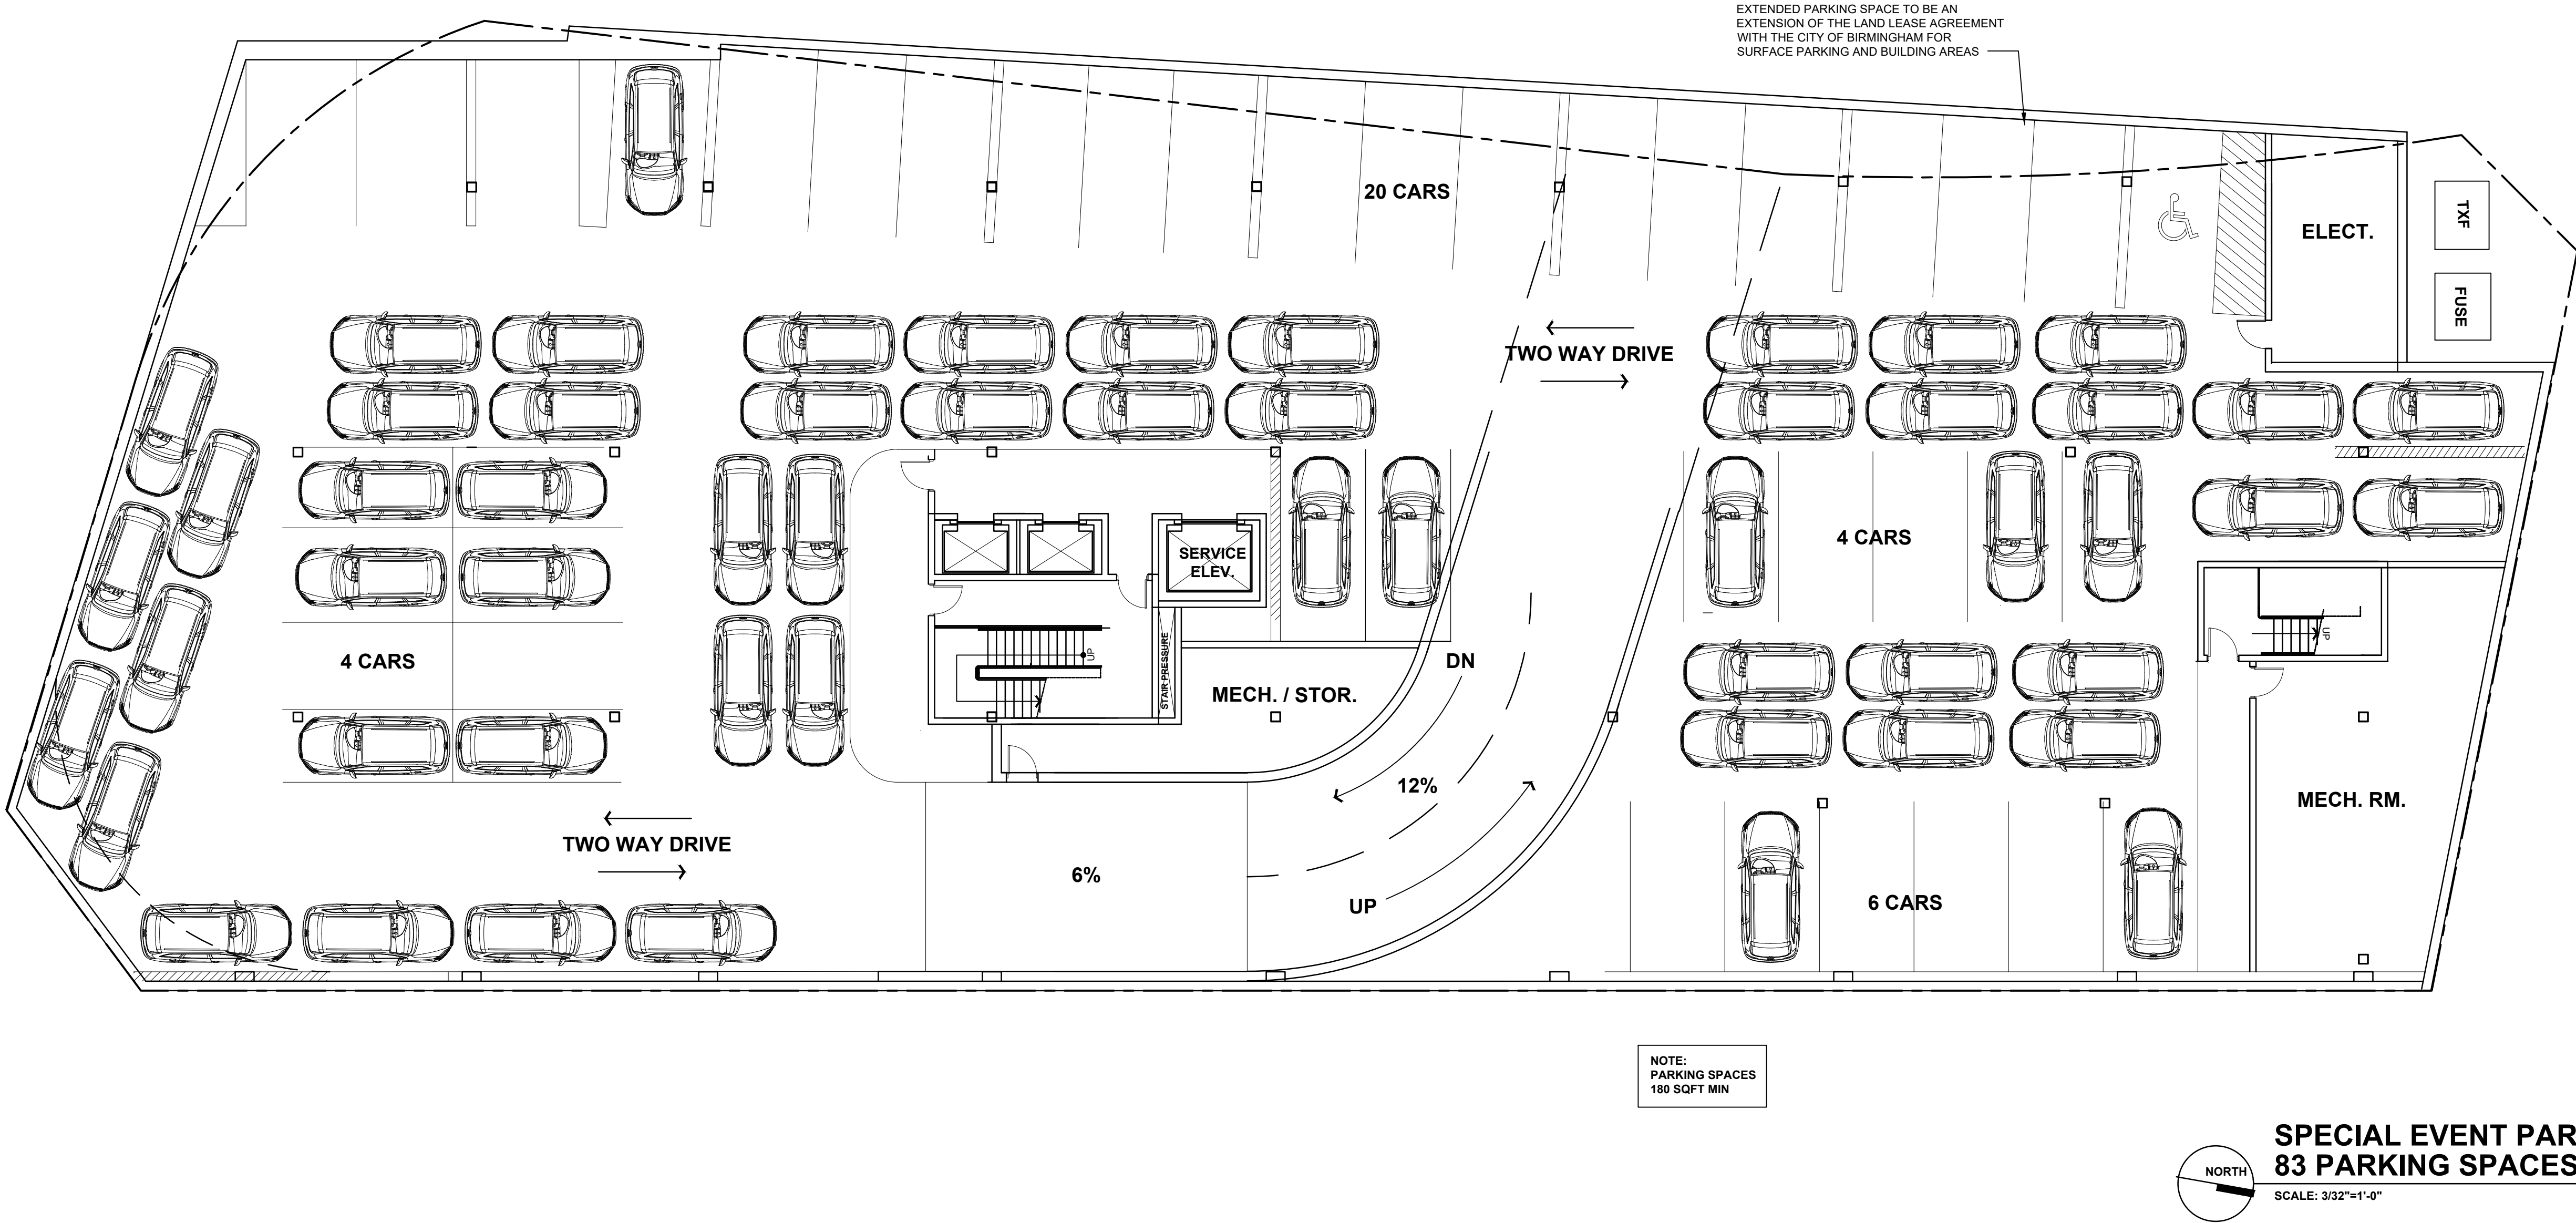 EXTENDED PARKING SPACE TO BE AN
EXTENSION OF THE LAND LEASE AGREEMENT
WITH THE CITY OF BIRMINGHAM FOR
SURFACE PARKING AND BUILDING AREAS
20 CARS
ELECT.
TXF
FUSE
TWO WAY DRIVE
SERVICE
ELEV.
4 CARS
UP
STAIR PRESSURE
UP
4 CARS
DN
MECH. / STOR.
12%
MECH. RM.
TWO WAY DRIVE
6%
UP
6 CARS
NOTE:
PARKING SPACES
180 SQFT MIN
NORTH
SPECIAL EVENT PAR
83 PARKING SPACES
SCALE: 3/32"=1'-0"